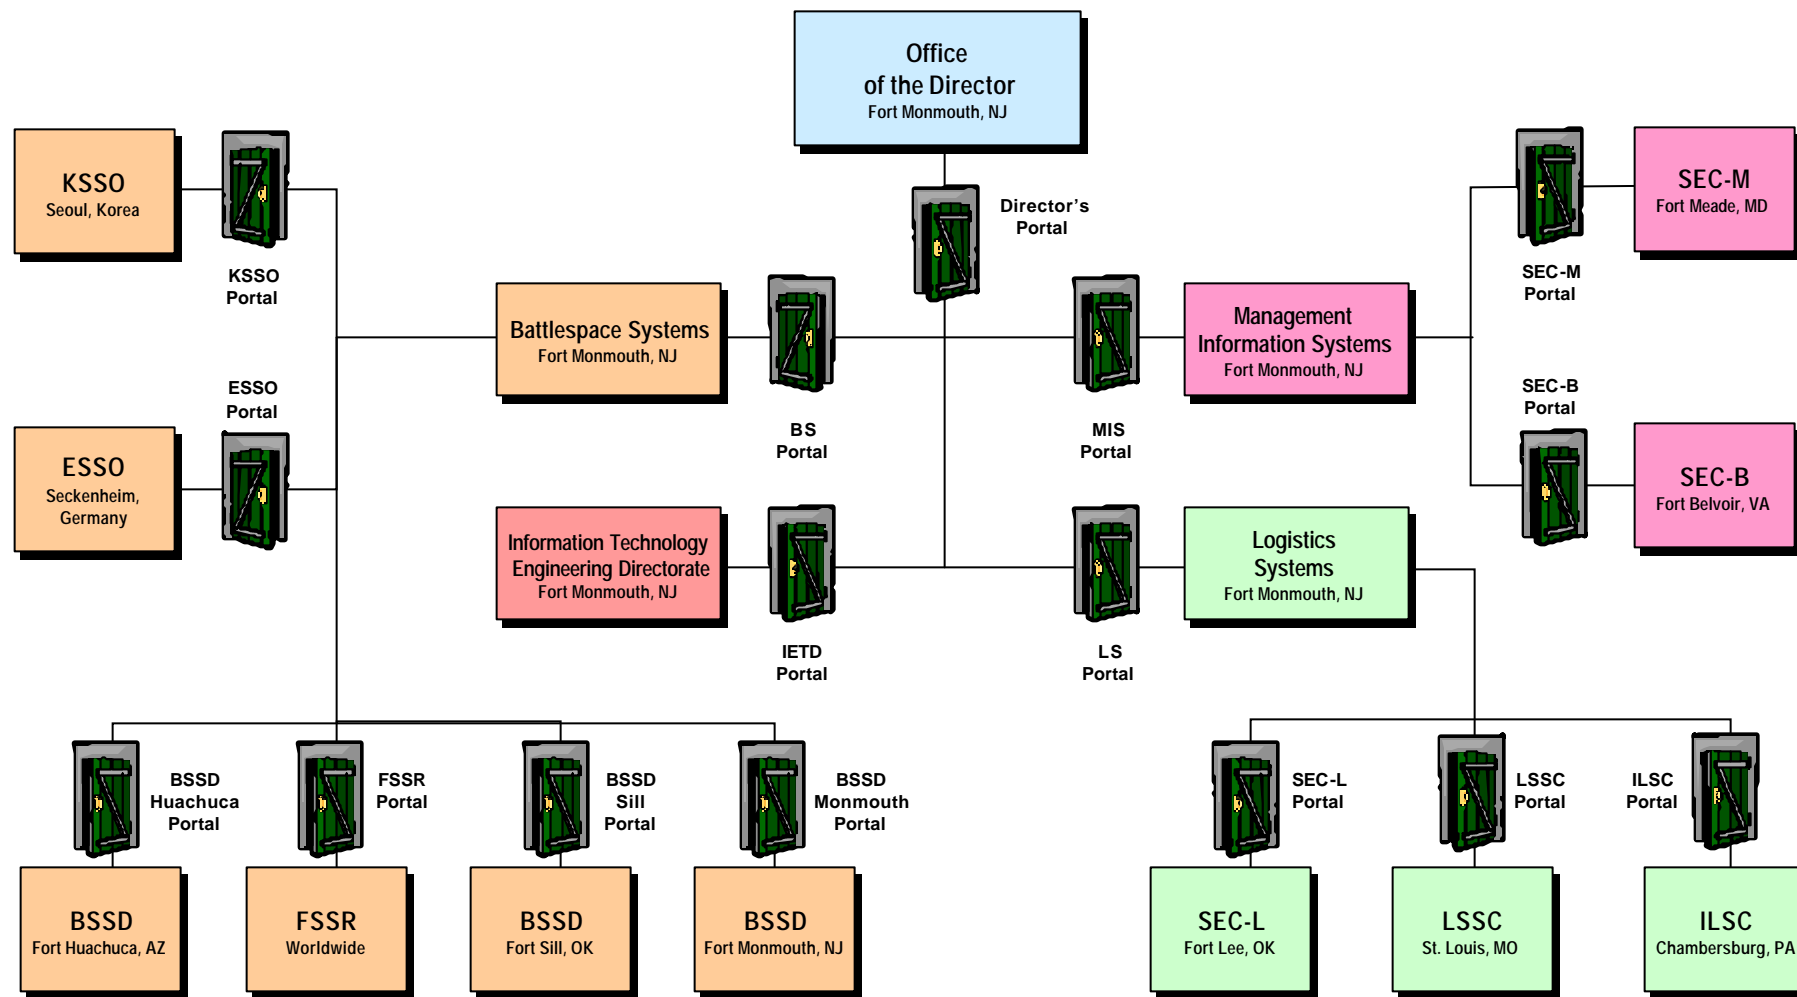 Office
of the Director
Fort Monmouth, NJ
KSSO
Seoul, Korea
KSSO
Portal
Director's
Portal
SEC-M
Portal
SEC-M
Fort Meade, MD
Battlespace Systems
Fort Monmouth, NJ
BS
Portal
MIS
Portal
Management
Information Systems
Fort Monmouth, NJ
ESSO
Portal
ESSO
Seckenheim,
Germany
SEC-B
Portal
SEC-B
Fort Belvoir, VA
Information Technology
Engineering Directorate
Fort Monmouth, NJ
IETD
Portal
LS
Portal
Logistics
Systems
Fort Monmouth, NJ
BSSD
Huachuca
Portal
FSSR
Portal
BSSD
Sill
Portal
BSSD
Monmouth
Portal
SEC-L
Portal
LSSC
Portal
ILSC
Portal
BSSD
Fort Huachuca, AZ
FSSR
Worldwide
BSSD
Fort Sill, OK
BSSD
Fort Monmouth, NJ
SEC-L
Fort Lee, OK
LSSC
St. Louis, MO
ILSC
Chambersburg, PA